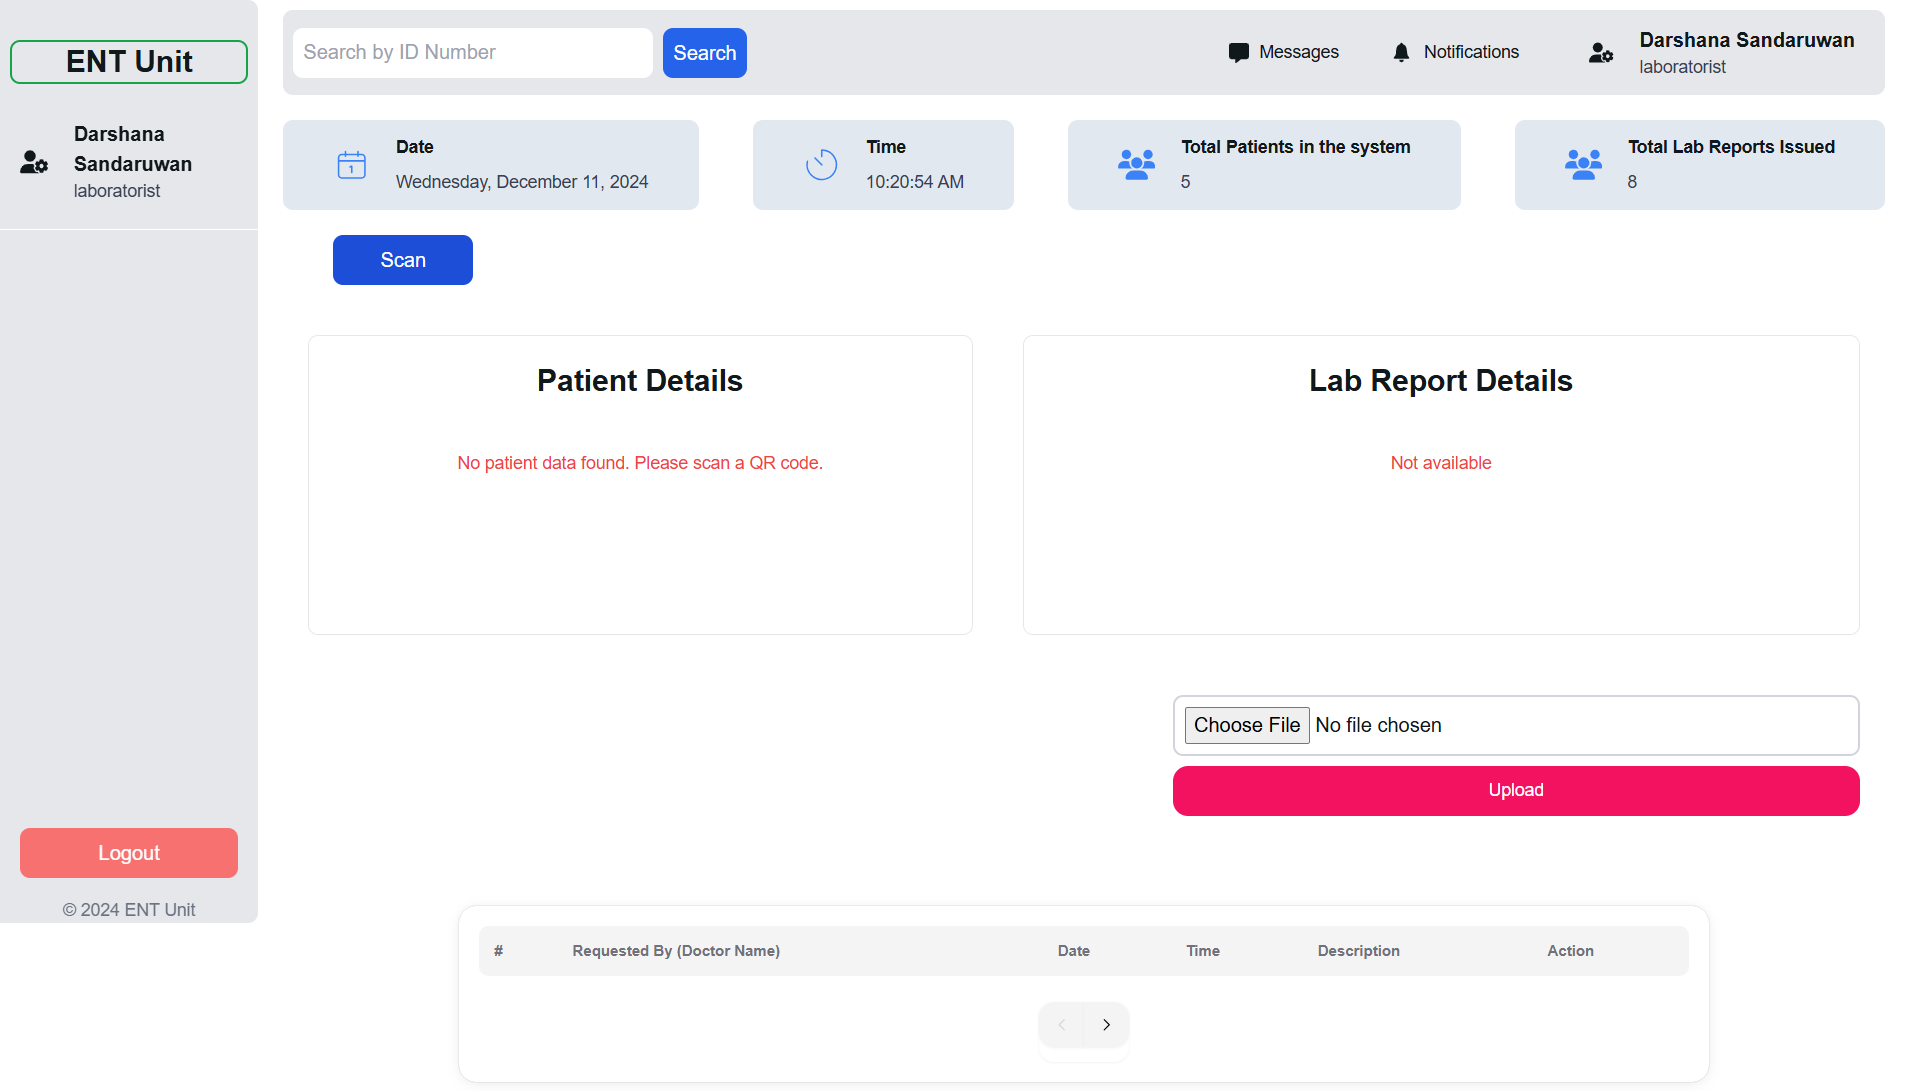 ENT Unit
Darshana
Sandaruwan
laboratorist
Logout
© 2024 ENT Unit
Search by ID Number
Search
Messages
Notifications
Darshana Sandaruwan
laboratorist
Date
Wednesday, December 11, 2024
1
Time
10:20:54 AM
Total Patients in the system
5
Total Lab Reports Issued
8
Scan
Patient Details
No patient data found. Please scan a QR code.
Lab Report Details
Not available
Choose File No file chosen
Upload
# Requested By (Doctor Name) Date Time Description Action